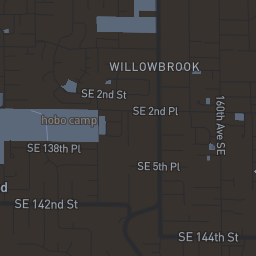 WILLOWBROOK
SE 2nd St
160th Ave SE
SE 2nd Pl
hobo camp
SE 138th Pl
SE 5th Pl
d
SE 142nd St
SE 144th St